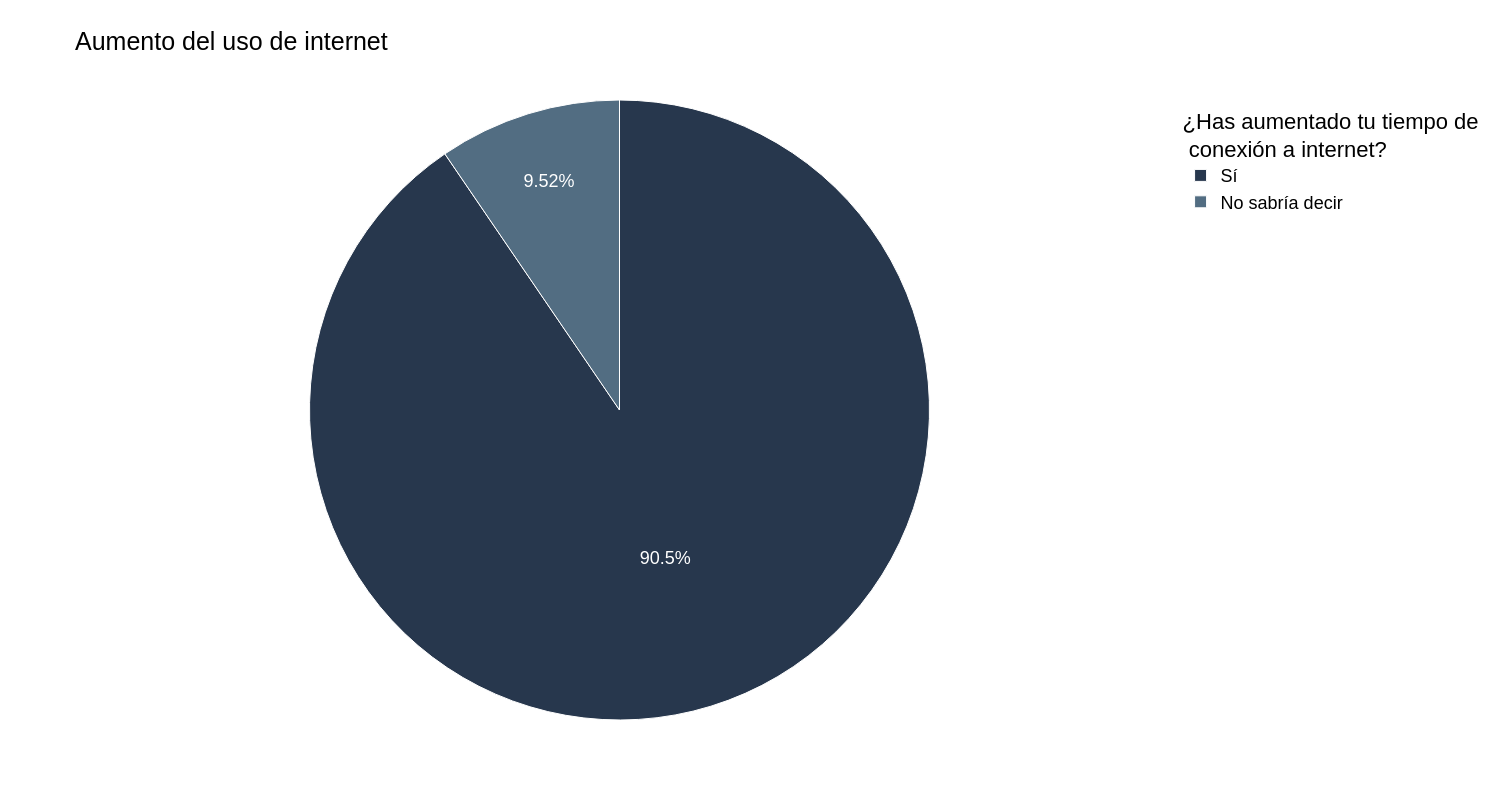 Aumento del uso de internet
¿Has aumentado tu tiempo de
conexión a internet?
Sí
No sabría decir
9.52%
90.5%